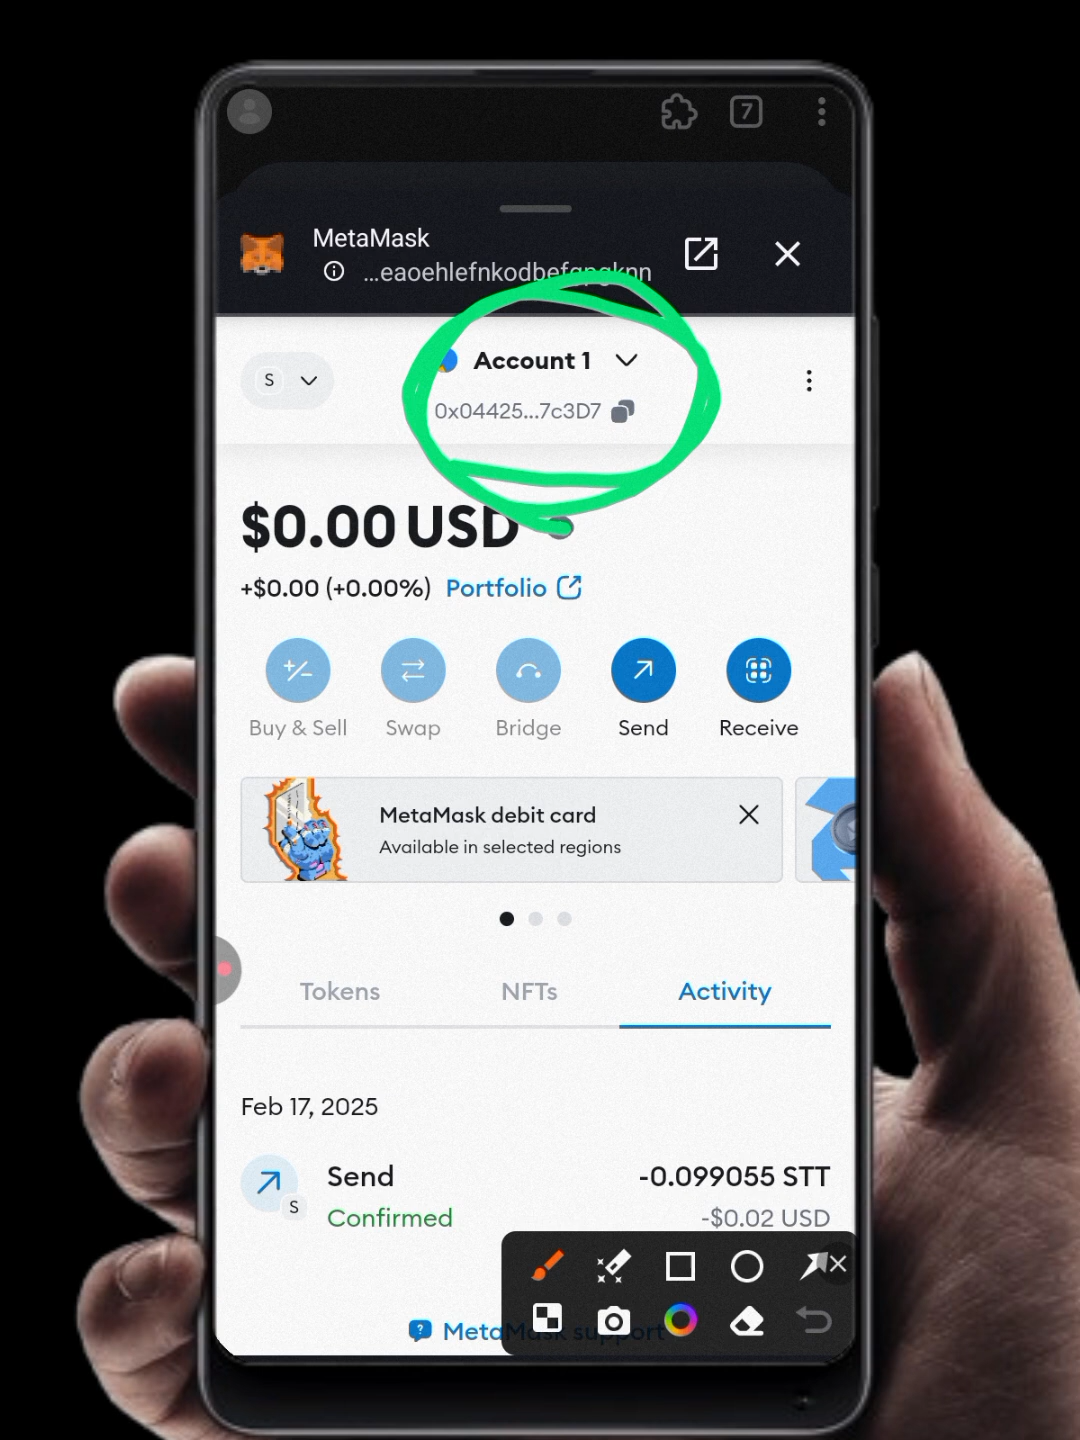 7
MetaMask
...eaoehlefnkodbefgpgknn
S
Account 1
0x04425...7c3D7
$0.00 USD
+$0.00 (+0.00%) Portfolio
Buy & Sell Swap Bridge Send Receive
MetaMask debit card
Available in selected regions
Tokens NFTs Activity
Feb 17, 2025
Send -0.099055 STT
S
Confirmed -$0.02 USD
MetaMask support